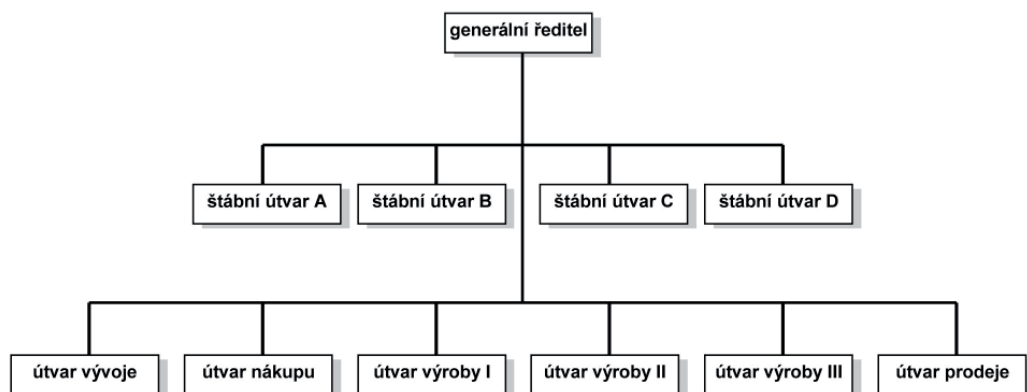 generální ředitel
štábní útvar A
štábní útvar B
štábní útvar C
štábní útvar D
útvar vývoje
útvar nákupu
útvar výroby I
útvar výroby II
útvar výroby III
útvar prodeje